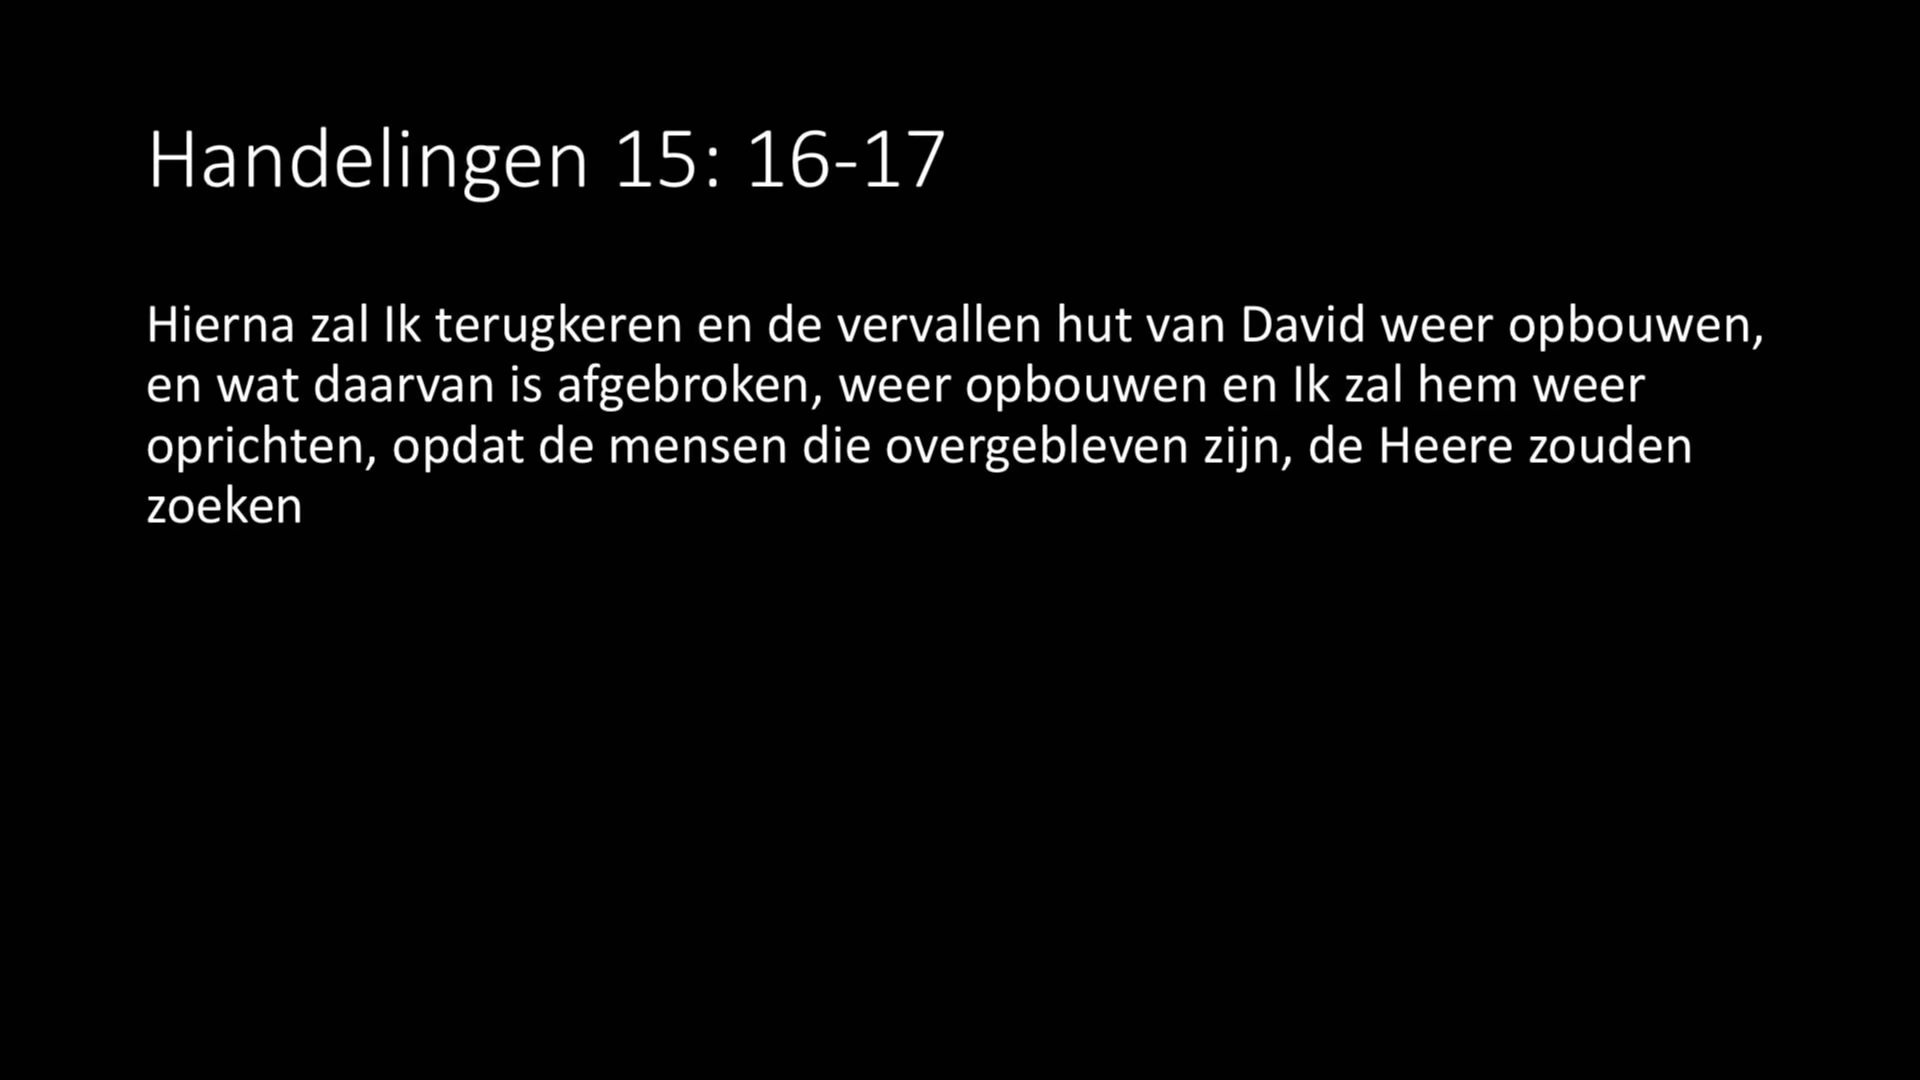 Handelingen 15: 16-17
Hierna zal Ik terugkeren en de vervallen hut van David weer opbouwen,
en wat daarvan is afgebroken, weer opbouwen en Ik zal hem weer
oprichten, opdat de mensen die overgebleven zijn, de Heere zouden
zoeken